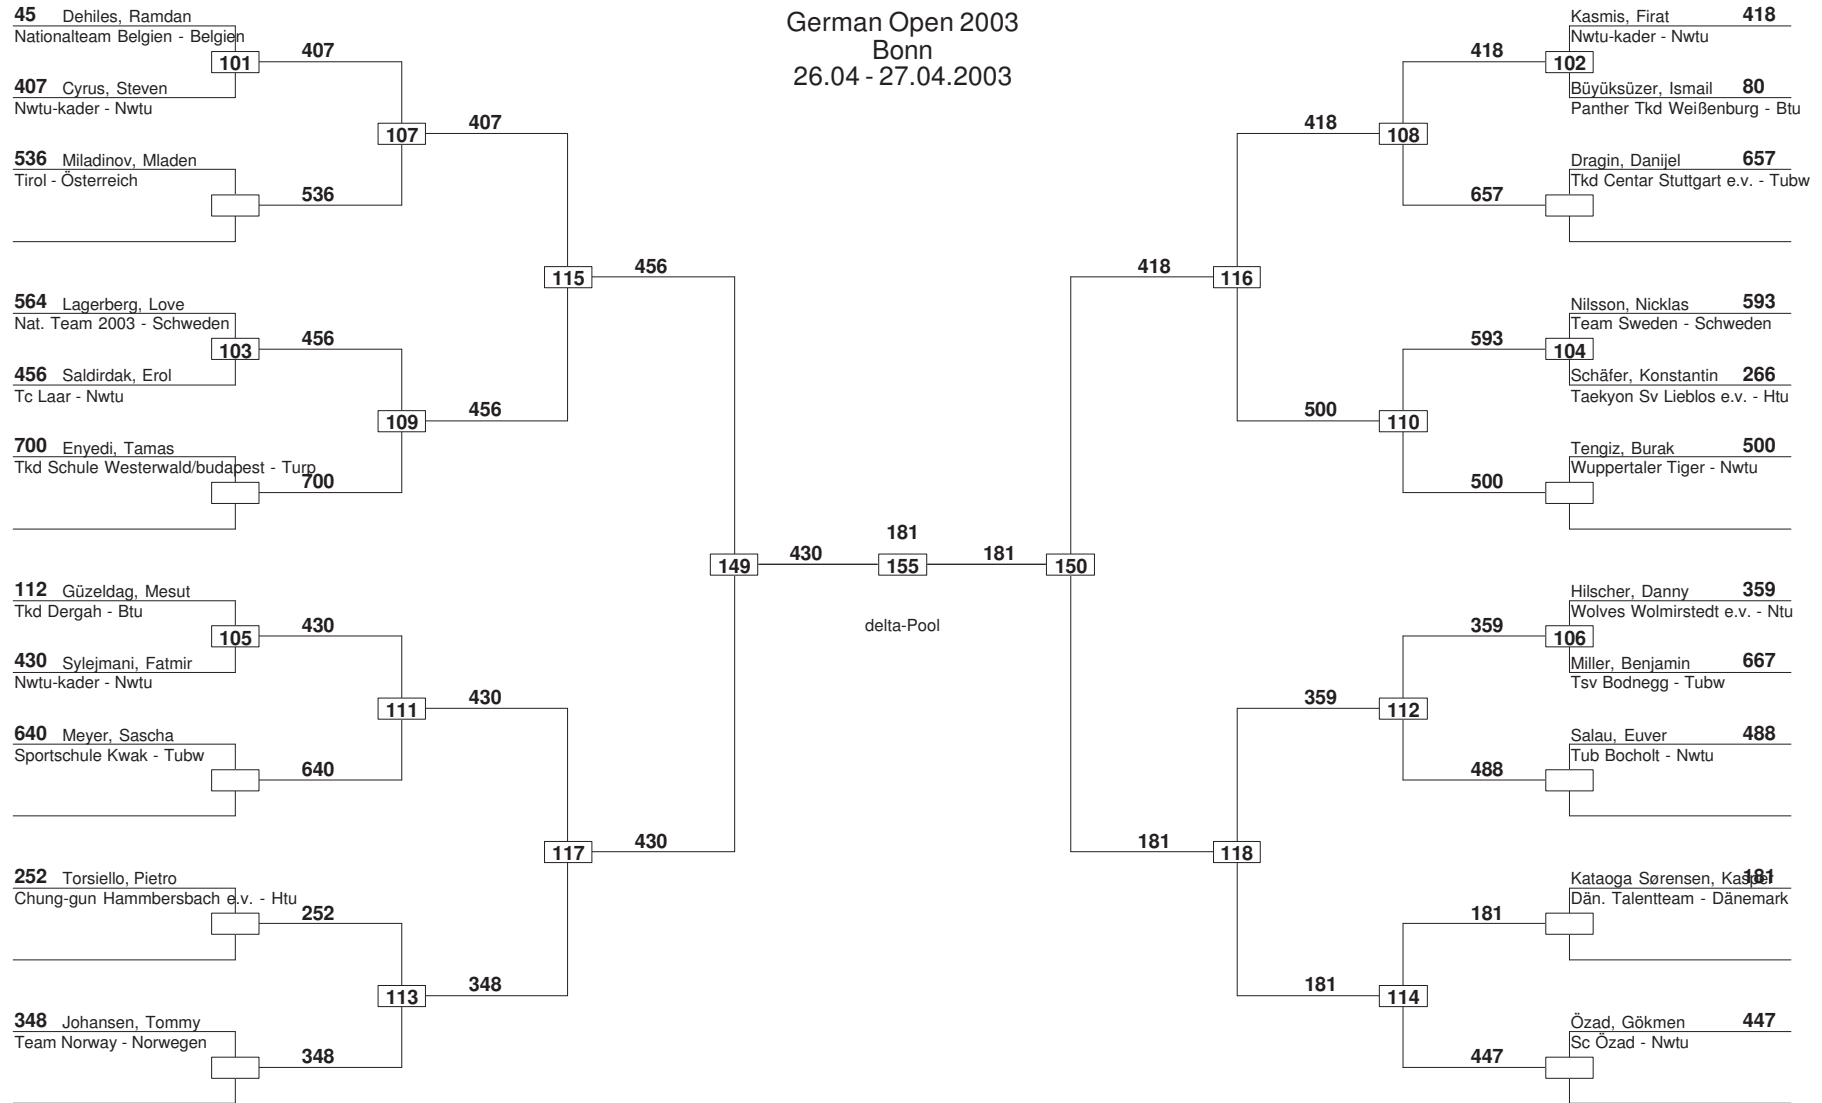 German Open 2003
Bonn
26.04 - 27.04.2003
45 Dehiles, Ramdan
Nationalteam Belgien - Belgien
101
407
407 Cyrus, Steven
Nwtu-kader - Nwtu
107
407
536 Miladinov, Mladen
Tirol - Österreich
536
115
456
564 Lagerberg, Love
Nat. Team 2003 - Schweden
103
456
456 Saldirdak, Erol
Tc Laar - Nwtu
109
456
700 Enyedi, Tamas
Tkd Schule Westerwald/budapest - Turp
700
149
430
181
155
181
150
delta-Pool
112 Güzeldag, Mesut
Tkd Dergah - Btu
105
430
430 Sylejmani, Fatmir
Nwtu-kader - Nwtu
111
430
640 Meyer, Sascha
Sportschule Kwak - Tubw
640
117
430
252 Torsiello, Pietro
Chung-gun Hammbersbach e.v. - Htu
252
113
348
348 Johansen, Tommy
Team Norway - Norwegen
348
Kasmis, Firat 418
Nwtu-kader - Nwtu
418
102
Büyüksüzer, Ismail 80
Panther Tkd Weißenburg - Btu
418
108
Dragin, Danijel 657
Tkd Centar Stuttgart e.v. - Tubw
657
418
116
Nilsson, Nicklas 593
Team Sweden - Schweden
593
104
Schäfer, Konstantin 266
Taekyon Sv Lieblos e.v. - Htu
500
110
Tengiz, Burak 500
Wuppertaler Tiger - Nwtu
500
Hilscher, Danny 359
Wolves Wolmirstedt e.v. - Ntu
359
106
Miller, Benjamin 667
Tsv Bodnegg - Tubw
359
112
Salau, Euver 488
Tub Bocholt - Nwtu
488
181
118
Kataoga Sørensen, Kasper 181
Dän. Talentteam - Dänemark
181
181
114
Özad, Gökmen 447
Sc Özad - Nwtu
447